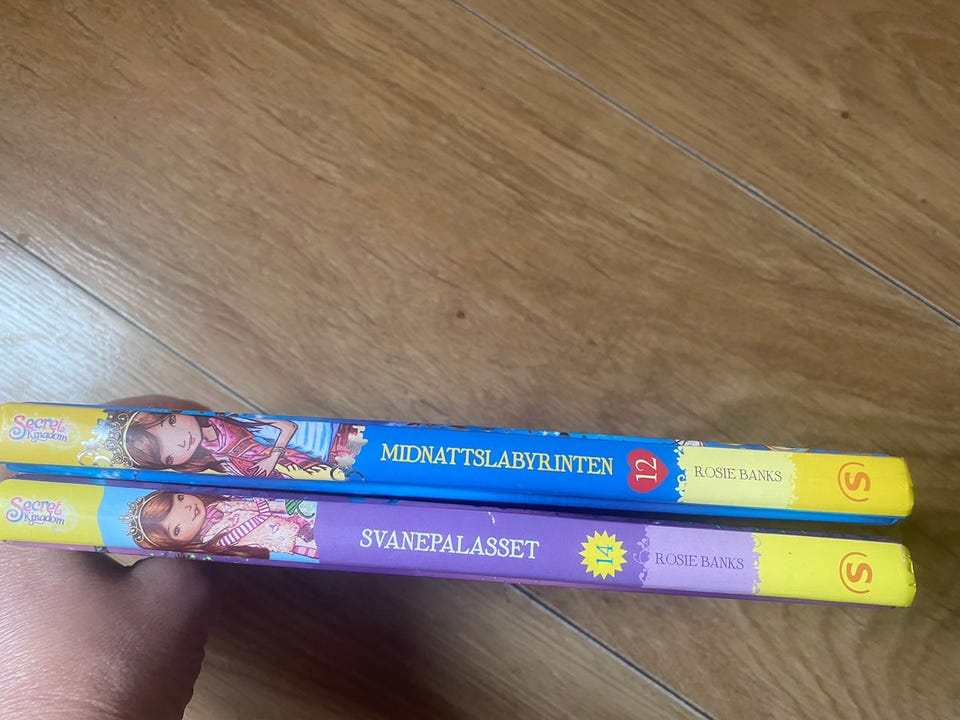 Secret
Kingdom
MIDNATTSLABYRINTEN
12
ROSIE BANKS
S
Secret
Kingdom
SVANEPALASSET
14
ROSIE BANKS
S